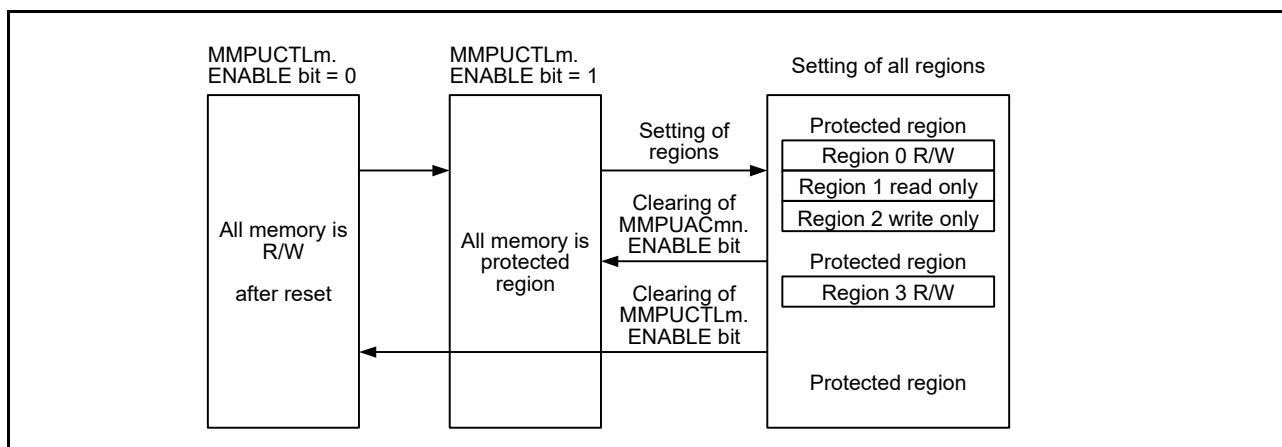 MMPUCTLm.
ENABLE bit = 0
All memory is
R/W
after reset
MMPUCTLm.
ENABLE bit = 1
All memory is
protected
region
Setting of
regions
Clearing of
MMPUACmn.
ENABLE bit
Clearing of
MMPUCTLm.
ENABLE bit
Setting of all regions
Protected region
Region 0 R/W
Region 1 read only
Region 2 write only
Protected region
Region 3 R/W
Protected region